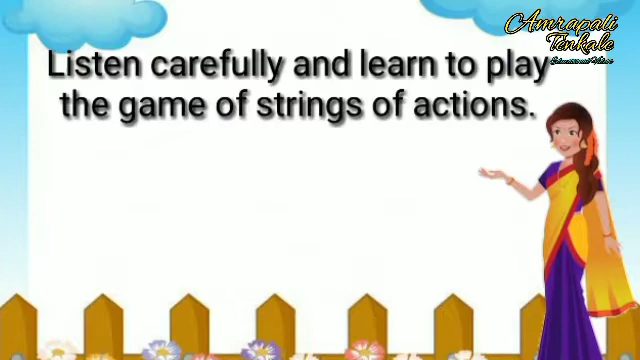 Amrapali
Tenkale
Listen carefully and learn to play
the game of strings of actions.